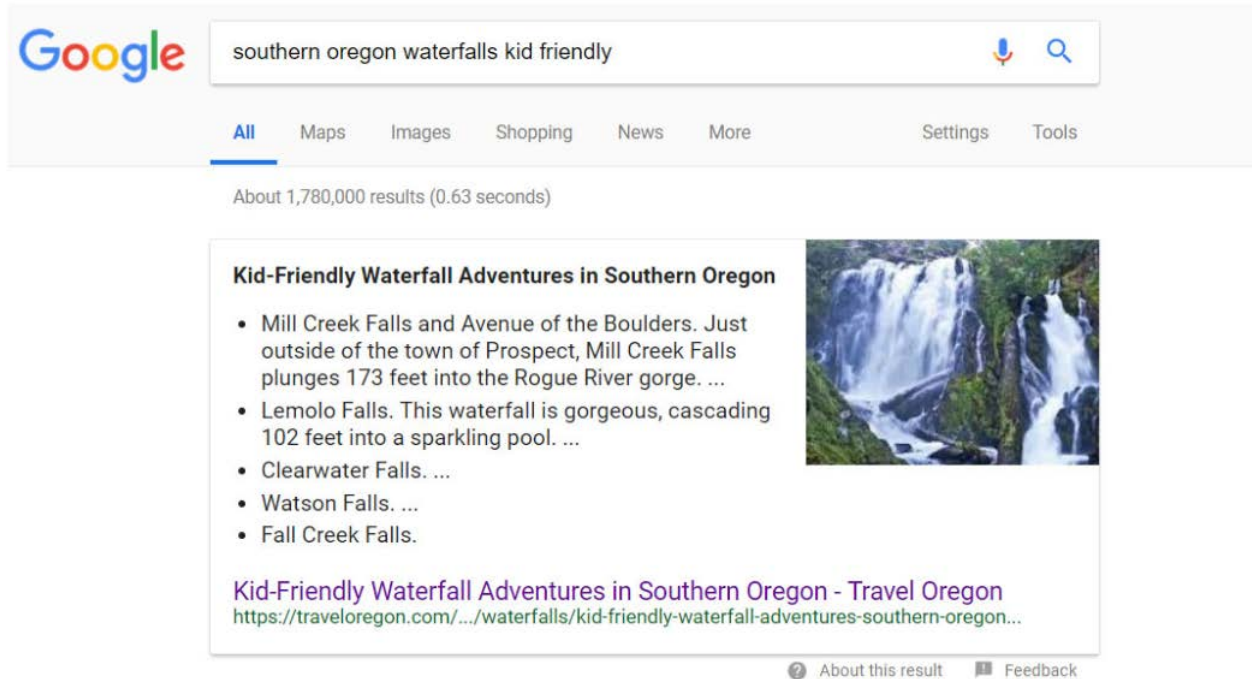 Google
southern oregon waterfalls kid friendly
All Maps Images Shopping News More Settings Tools
About 1,780,000 results (0.63 seconds)
Kid-Friendly Waterfall Adventures in Southern Oregon
• Mill Creek Falls and Avenue of the Boulders. Just
outside of the town of Prospect, Mill Creek Falls
plunges 173 feet into the Rogue River gorge. ...
• Lemolo Falls. This waterfall is gorgeous, cascading
102 feet into a sparkling pool. ...
• Clearwater Falls. ...
• Watson Falls. ...
• Fall Creek Falls.
Kid-Friendly Waterfall Adventures in Southern Oregon - Travel Oregon
https://traveloregon.com/.../waterfalls/kid-friendly-waterfall-adventures-southern-oregon...
About this result Feedback